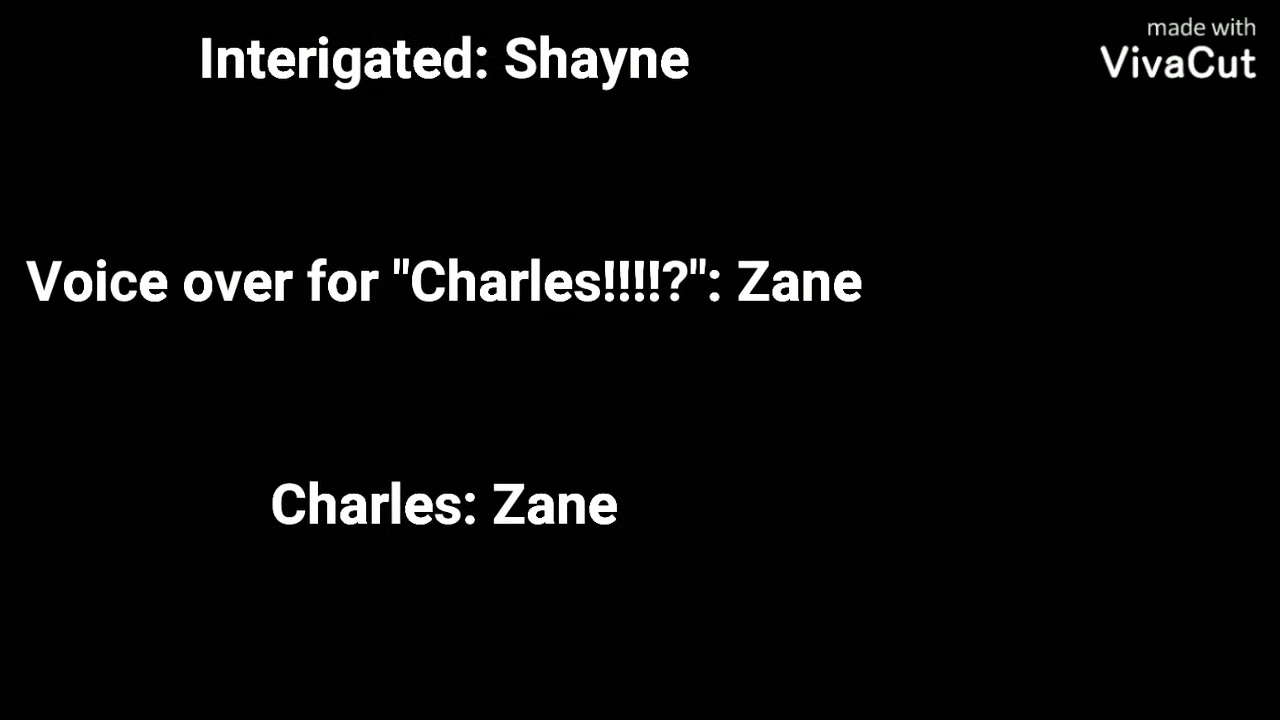 Interigated: Shayne
made with
VivaCut
Voice over for "Charles!!!!?": Zane
Charles: Zane